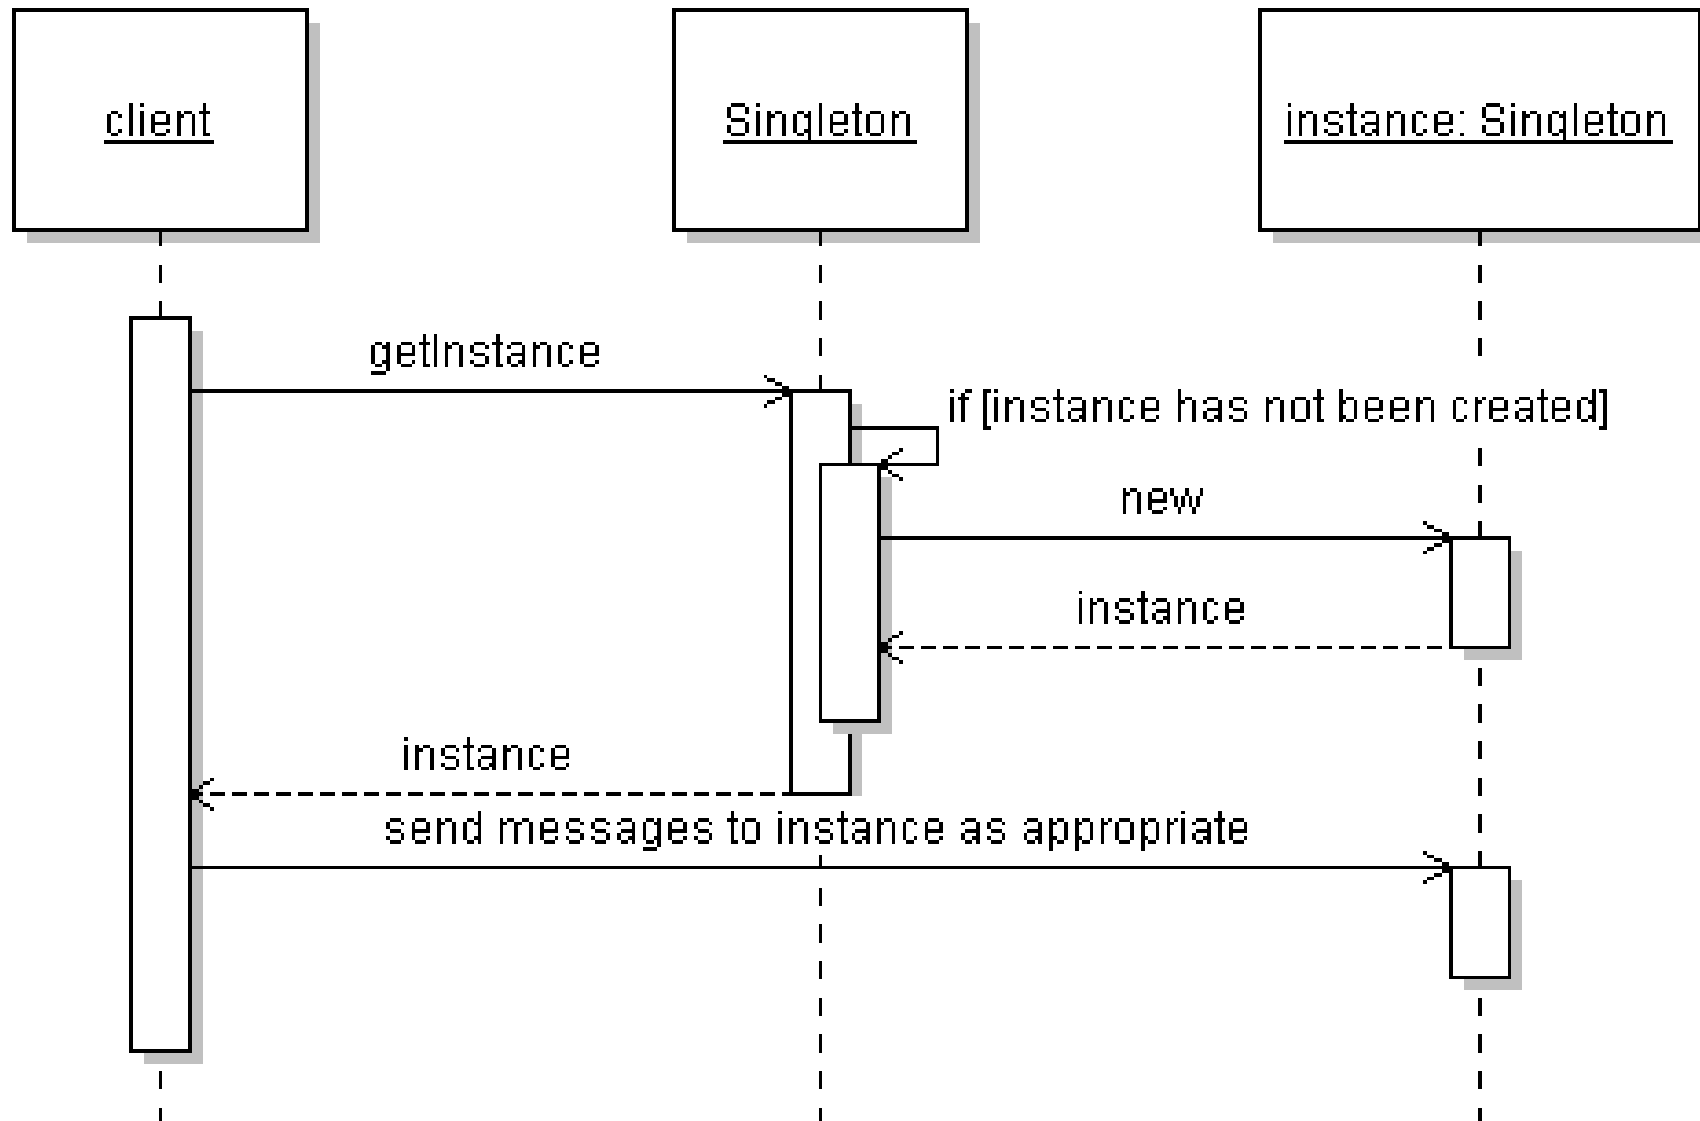 client
Singleton
instance: Singleton
getInstance
if [instance has not been created]
new
instance
instance
send messages to instance as appropriate